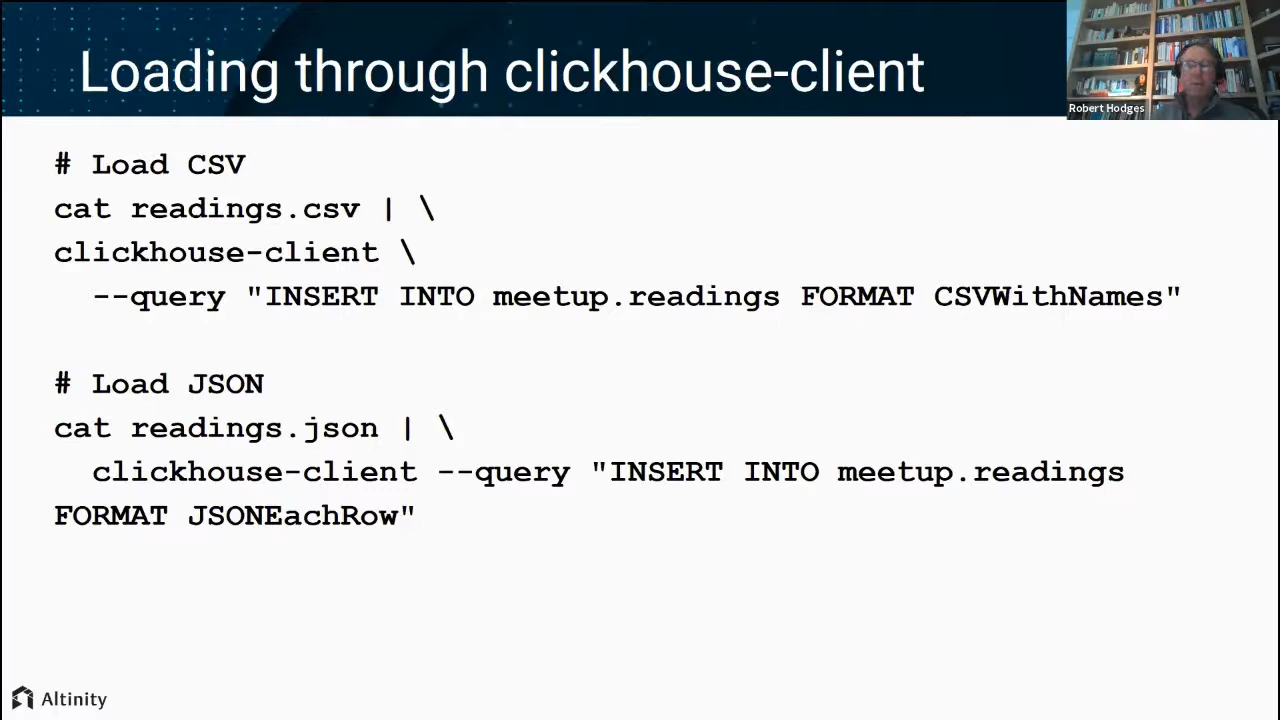 Loading through clickhouse-client
Robert Hodges
# Load CSV
cat readings.csv | \
clickhouse-client \
  --query "INSERT INTO meetup.readings FORMAT CSVWithNames"
# Load JSON
cat readings.json | \
  clickhouse-client --query "INSERT INTO meetup.readings
FORMAT JSONEachRow"
Altinity